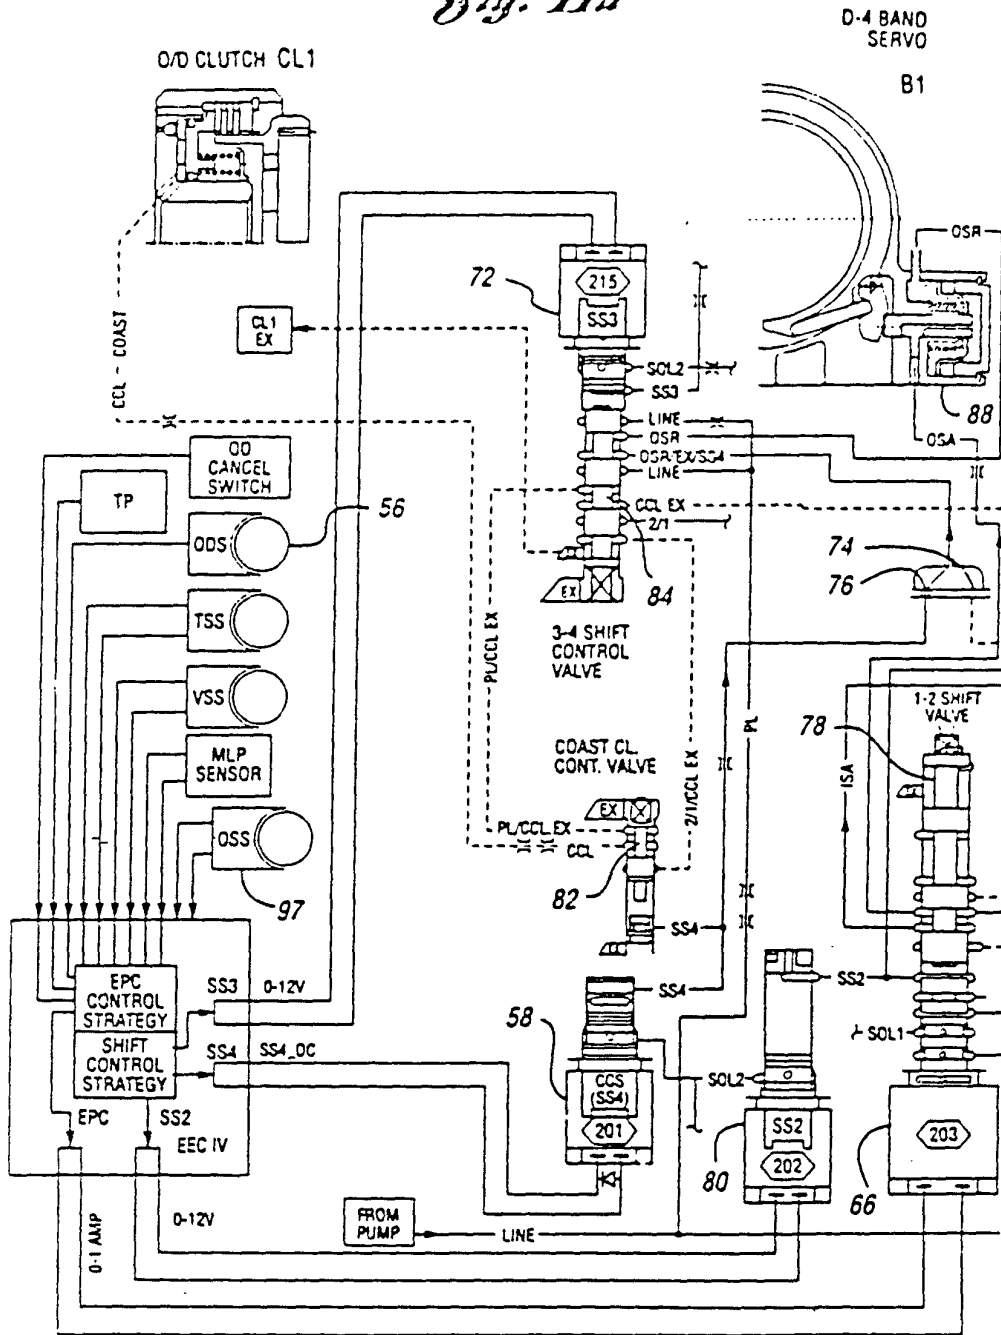 Fig. 11a
D-4 BAND
SERVO
B1
O/D CLUTCH CL1
OSR
72
215
SS3
CL1
EX
CCL - COAST
SOL2
SS3
LINE
OSR
OSR/EX/SS4
LINE
CCL EX
2/1
88
OSA
OD
CANCEL
SWITCH
TP
56
ODS
74
76
84
EX
TSS
3-4 SHIFT
CONTROL
VALVE
PL/CCL EX
VSS
PL
1-2 SHIFT
VALVE
78
MLP
SENSOR
COAST CL.
CONT. VALVE
2/1/CCL EX
ISA
EX
PL/CCL EX
CCL
OSS
82
97
SS4
EPC
CONTROL
STRATEGY
SS3 0-12V
SS4
SS2
58
SOL1
SHIFT
CONTROL
STRATEGY
SS4 SS4_DC
CCS
(SS4)
201
SOL2
SS2
202
80
203
66
EPC
SS2
EEC IV
0-1 AMP
0-12V
FROM
PUMP
LINE